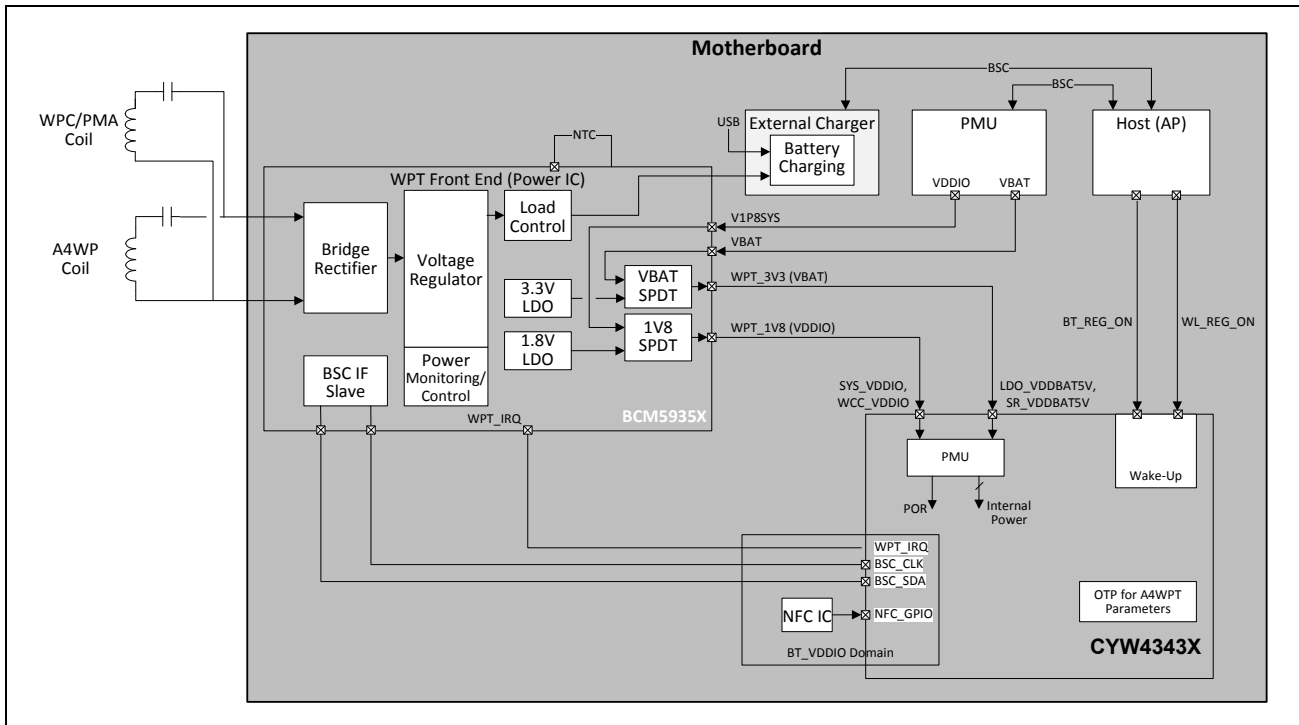 Motherboard
BSC
BSC
WPC/PMA
Coil
A4WP
Coil
NTC
USB
External Charger
Battery
Charging
PMU
VDDIO
VBAT
Host (AP)
WPT Front End (Power IC)
Bridge
Rectifier
Voltage
Regulator
Load
Control
V1P8SYS
VBAT
3.3V
LDO
VBAT
SPDT
WPT_3V3 (VBAT)
1.8V
LDO
1V8
SPDT
WPT_1V8 (VDDIO)
BT_REG_ON
WL_REG_ON
BSC IF
Slave
Power
Monitoring/
Control
WPT_IRQ
BCM5935X
SYS_VDDIO,
WCC_VDDIO
LDO_VDDBAT5V,
SR_VDDBAT5V
PMU
Wake-Up
POR
Internal
Power
WPT_IRQ
BSC_CLK
BSC_SDA
NFC IC
NFC_GPIO
BT_VDDIO Domain
OTP for A4WPT
Parameters
CYW4343X